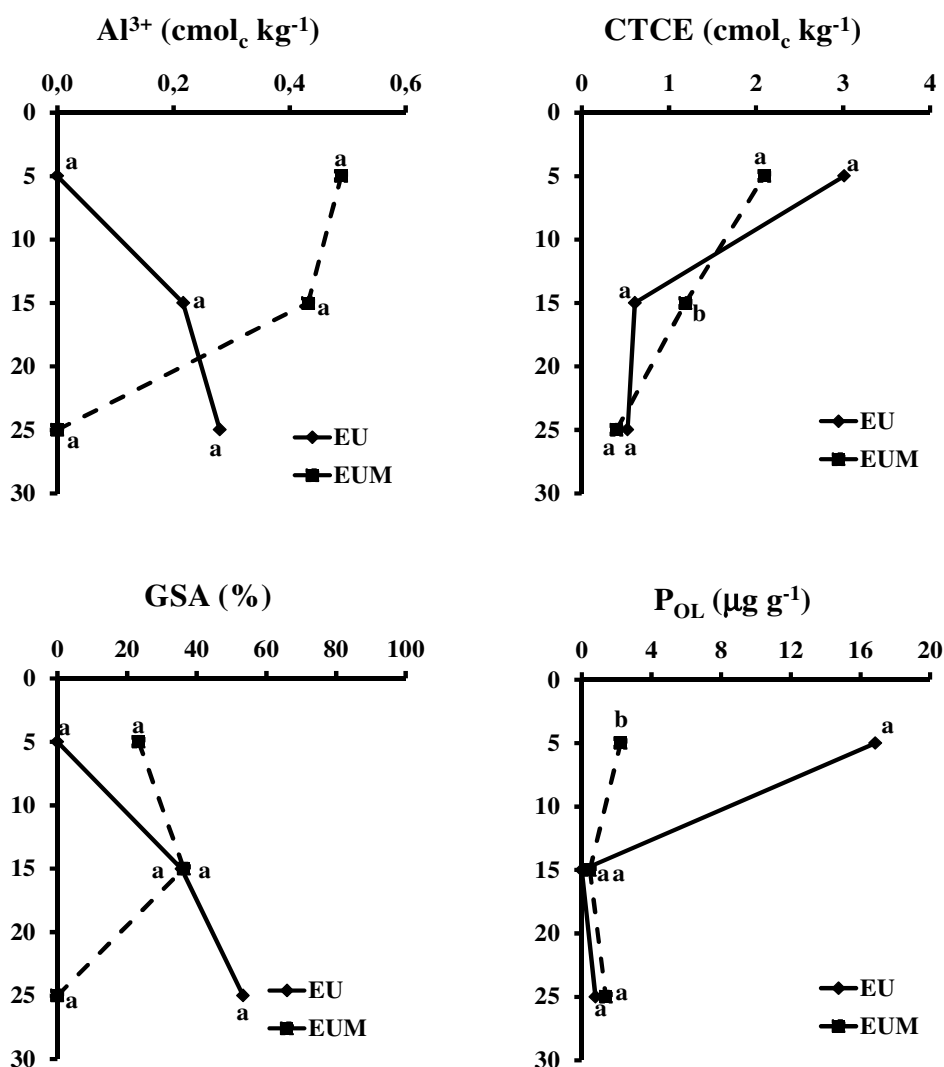 Al³⁺ (cmol_c kg⁻¹)
0,0 0,2 0,4 0,6
0
5
10
15
20
25
30
a
a
a
a
a
a
EU
EUM
CTCE (cmol_c kg⁻¹)
0 1 2 3 4
0
5
10
15
20
25
30
a
a
a
b
a a
EU
EUM
GSA (%)
0 20 40 60 80 100
0
5
10
15
20
25
30
a
a
a a
a
a
EU
EUM
P_OL (µg g⁻¹)
0 4 8 12 16 20
0
5
10
15
20
25
30
b
a
a a
a
a
EU
EUM